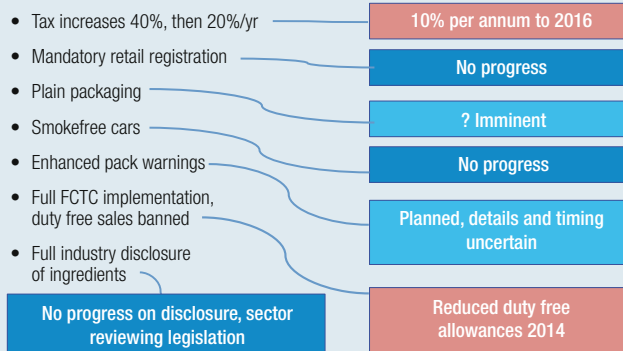 • Tax increases 40%, then 20%/yr
10% per annum to 2016
• Mandatory retail registration
No progress
• Plain packaging
? Imminent
• Smokefree cars
No progress
• Enhanced pack warnings
Planned, details and timing
uncertain
• Full FCTC implementation,
duty free sales banned
Reduced duty free
allowances 2014
• Full industry disclosure
of ingredients
No progress on disclosure, sector
reviewing legislation